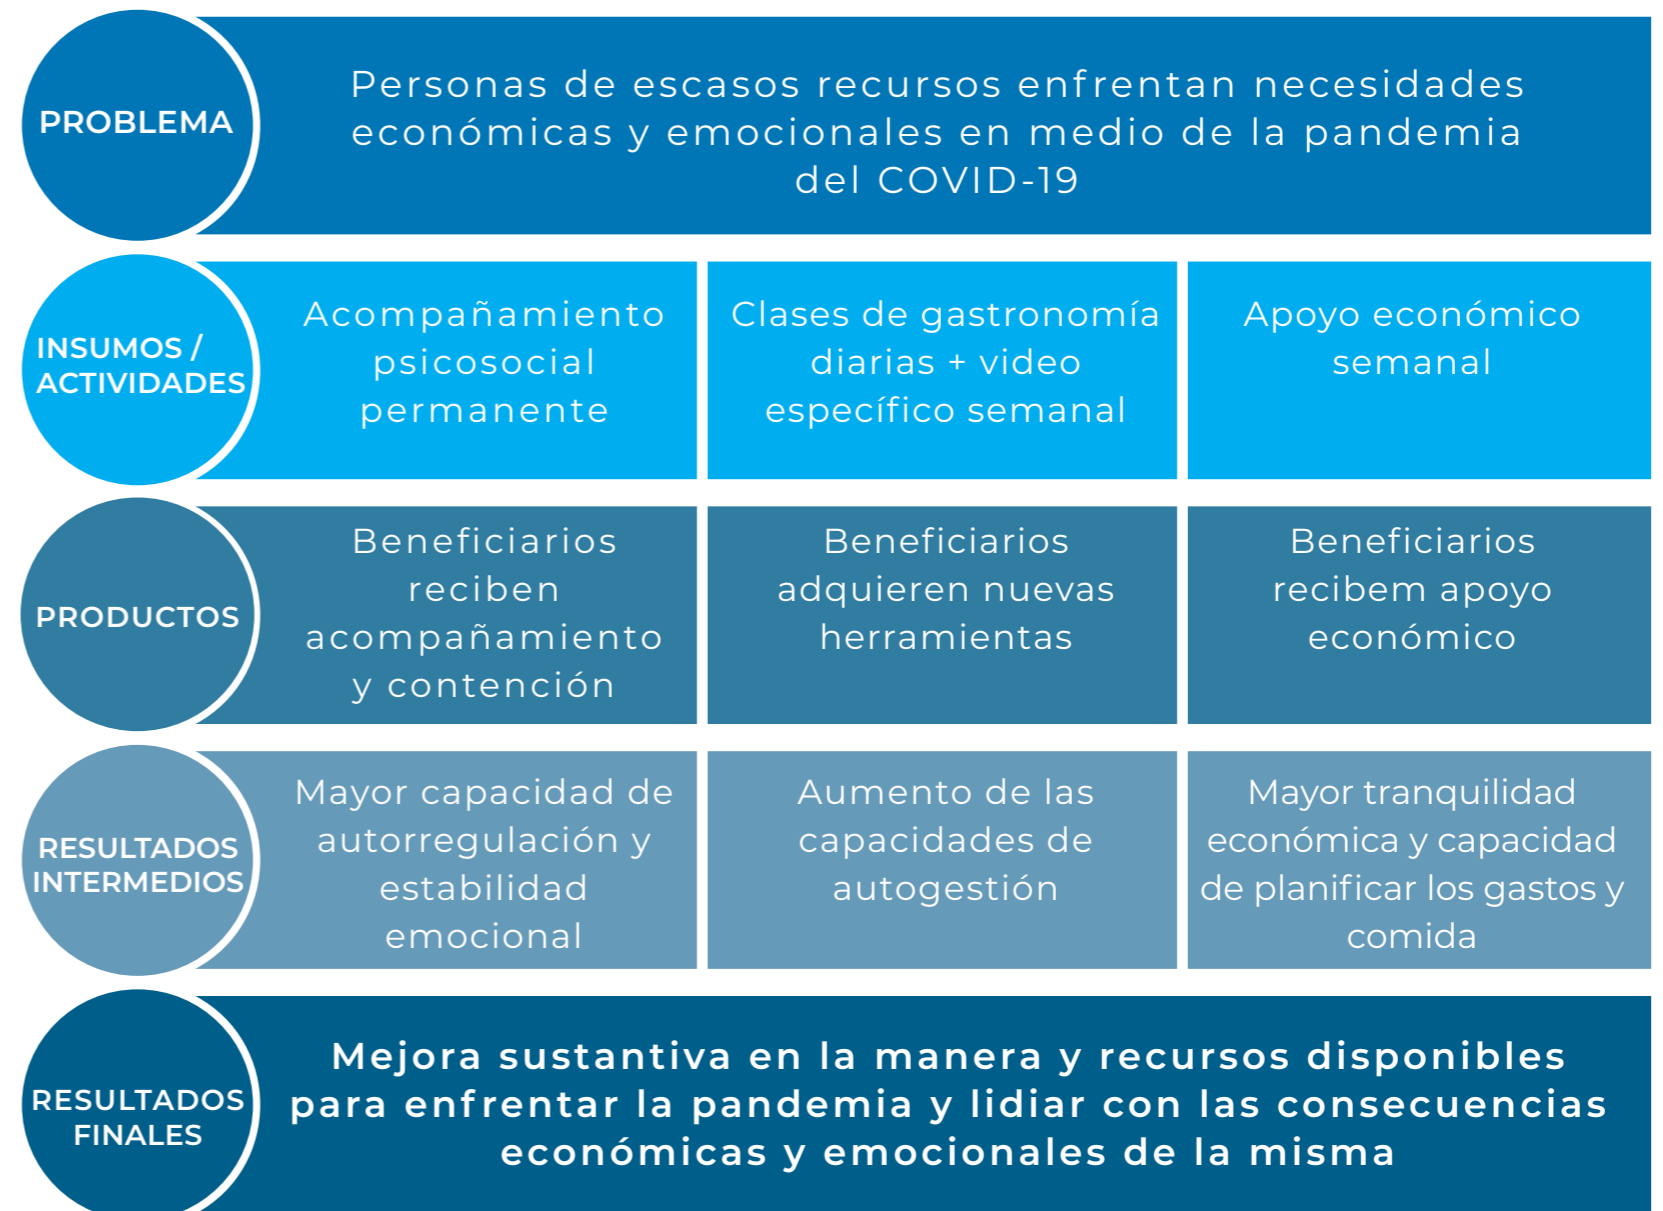 PROBLEMA
Personas de escasos recursos enfrentan necesidades
económicas y emocionales en medio de la pandemia
del COVID-19
INSUMOS /
ACTIVIDADES
Acompañamiento
psicosocial
permanente
Clases de gastronomía
diarias + video
específico semanal
Apoyo económico
semanal
PRODUCTOS
Beneficiarios
reciben
acompañamiento
y contención
Beneficiarios
adquieren nuevas
herramientas
Beneficiarios
recibem apoyo
económico
RESULTADOS
INTERMEDIOS
Mayor capacidad de
autorregulación y
estabilidad
emocional
Aumento de las
capacidades de
autogestión
Mayor tranquilidad
económica y capacidad
de planificar los gastos y
comida
RESULTADOS
FINALES
Mejora sustantiva en la manera y recursos disponibles
para enfrentar la pandemia y lidiar con las consecuencias
económicas y emocionales de la misma